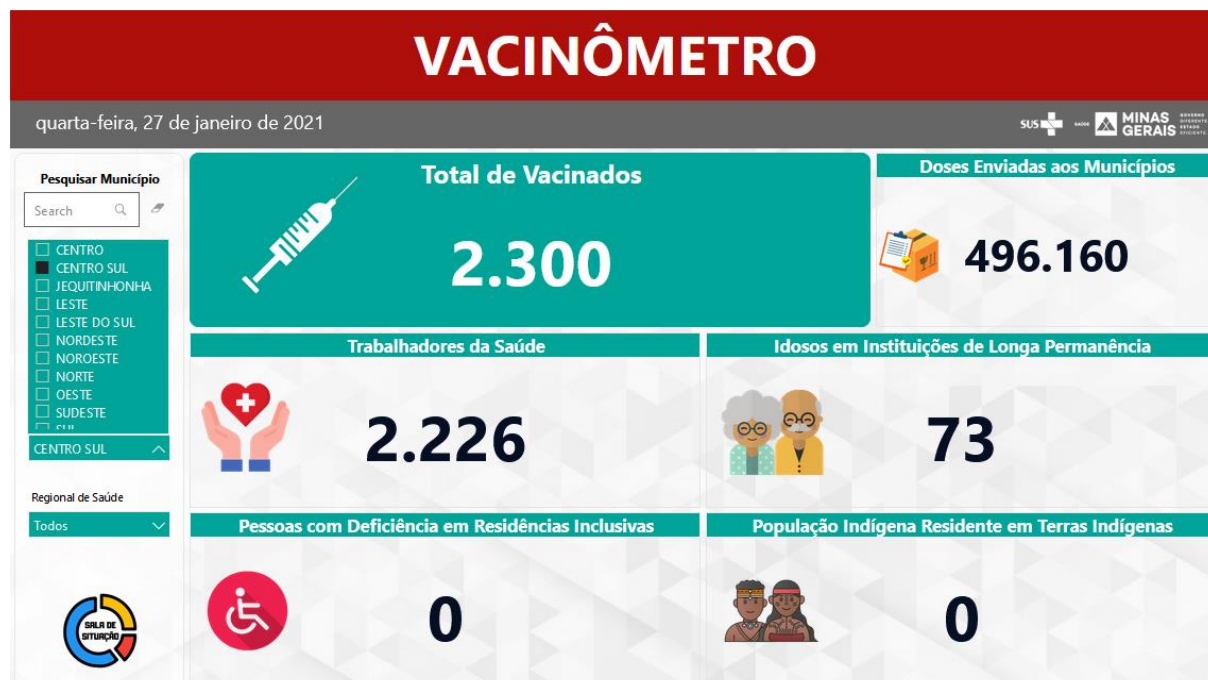 VACINÔMETRO
quarta-feira, 27 de janeiro de 2021
SUS
MINAS
GERAIS
Pesquisar Município
Search
CENTRO
CENTRO SUL
JEQUITINHONHA
LESTE
LESTE DO SUL
NORDESTE
NOROESTE
NORTE
OESTE
SUDESTE
CENTRO SUL
Regional de Saúde
Todos
SALA DE
SITUAÇÃO
Total de Vacinados
2.300
Doses Enviadas aos Municípios
496.160
Trabalhadores da Saúde
2.226
Idosos em Instituições de Longa Permanência
73
Pessoas com Deficiência em Residências Inclusivas
0
População Indígena Residente em Terras Indígenas
0